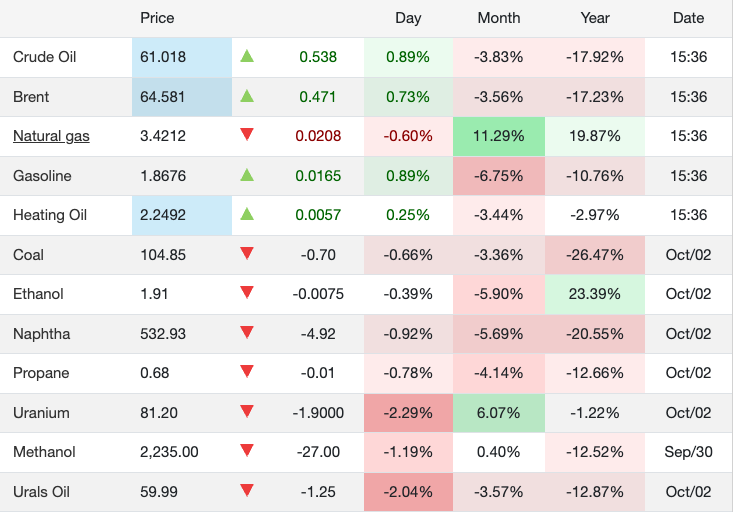 Price Day Month Year Date
Crude Oil 61.018 ▲ 0.538 0.89% -3.83% -17.92% 15:36
Brent 64.581 ▲ 0.471 0.73% -3.56% -17.23% 15:36
Natural gas 3.4212 ▼ 0.0208 -0.60% 11.29% 19.87% 15:36
Gasoline 1.8676 ▲ 0.0165 0.89% -6.75% -10.76% 15:36
Heating Oil 2.2492 ▲ 0.0057 0.25% -3.44% -2.97% 15:36
Coal 104.85 ▼ -0.70 -0.66% -3.36% -26.47% Oct/02
Ethanol 1.91 ▼ -0.0075 -0.39% -5.90% 23.39% Oct/02
Naphtha 532.93 ▼ -4.92 -0.92% -5.69% -20.55% Oct/02
Propane 0.68 ▼ -0.01 -0.78% -4.14% -12.66% Oct/02
Uranium 81.20 ▼ -1.9000 -2.29% 6.07% -1.22% Oct/02
Methanol 2,235.00 ▼ -27.00 -1.19% 0.40% -12.52% Sep/30
Urals Oil 59.99 ▼ -1.25 -2.04% -3.57% -12.87% Oct/02